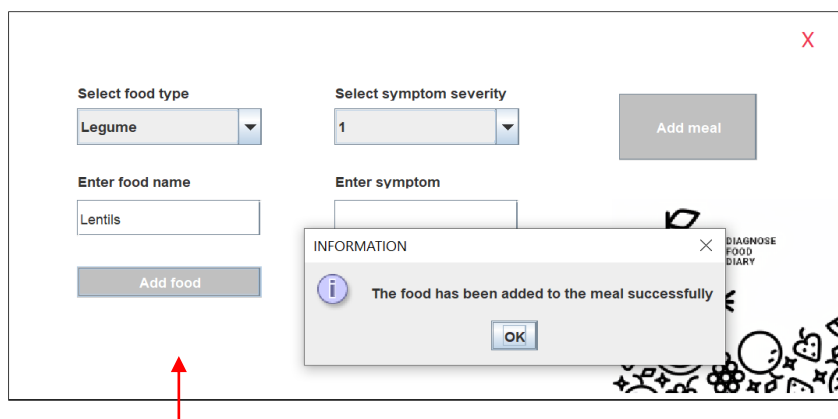 X
Select food type
Select symptom severity
Legume
1
Add meal
Enter food name
Enter symptom
Lentils
INFORMATION
DIAGNOSE
FOOD
DIARY
Add food
The food has been added to the meal successfully
OK